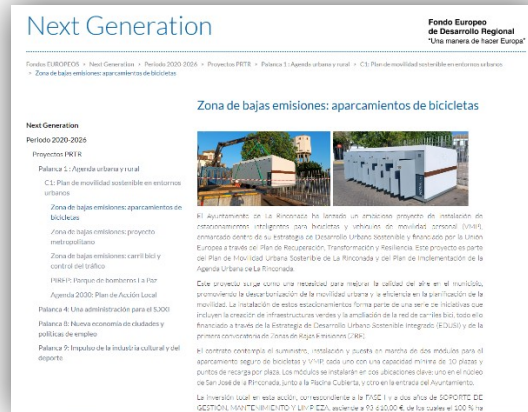 Next Generation
Fondo Europeo
de Desarrollo Regional
"Una manera de hacer Europa"
Fondos EUROPEOS > Next Generation > Periodo 2020-2026 > Proyectos PRTR > Palanca 1: Agenda urbana y rural > C1: Plan de movilidad sostenible en entornos urbanos
> Zona de bajas emisiones: aparcamientos de bicicletas
Zona de bajas emisiones: aparcamientos de bicicletas
Next Generation
Periodo 2020-2026
Proyectos PRTR
Palanca 1: Agenda urbana y rural
C1: Plan de movilidad sostenible en entornos
urbanos
Zona de bajas emisiones: aparcamientos de
bicicletas
Zona de bajas emisiones: proyecto
metropolitano
Zona de bajas emisiones: carril bici y
control del tráfico
PIREP: Parque de bomberos La Paz
Agenda 2030: Plan de Acción Local
Palanca 4: Una administración para el S.XXI
Palanca 8: Nueva economía de ciudades y
políticas de empleo
Palanca 9: Impulso de la industria cultural y del
deporte
El Ayuntamiento de La Rinconada ha lanzado un ambicioso proyecto de instalación de
estacionamientos inteligentes para bicicletas y vehículos de movilidad personal (VMP),
enmarcado dentro de su Estrategia de Desarrollo Urbano Sostenible y financiado por la Unión
Europea a través del Plan de Recuperación, Transformación y Resiliencia. Este proyecto es parte
del Plan de Movilidad Urbana Sostenible de La Rinconada y del Plan de Implementación de la
Agenda Urbana de La Rinconada.
Este proyecto surge como una necesidad para mejorar la calidad del aire en el municipio,
promoviendo la descarbonización de la movilidad urbana y la eficiencia en la planificación de la
movilidad. La instalación de estos estacionamientos forma parte de una serie de iniciativas que
incluyen la creación de infraestructuras verdes y la ampliación de la red de carriles bici, todo ello
financiado a través de la Estrategia de Desarrollo Urbano Sostenible Integrado (EDUSI) y de la
primera convocatoria de Zonas de Bajas Emisiones (ZBE).
El contrato contempla el suministro, instalación y puesta en marcha de dos módulos para el
aparcamiento seguro de bicicletas y VMP, cada uno con una capacidad mínima de 10 plazas y
puntos de recarga por plaza. Los módulos se instalarán en dos ubicaciones clave: uno en el núcleo
de San José de la Rinconada, junto a la Piscina Cubierta, y otro en la entrada del Ayuntamiento.
La inversión total en esta acción, correspondiente a la FASE I y a dos años de SOPORTE DE
GESTIÓN, MANTENIMIENTO Y LIMPIEZA, asciende a €, de los cuales el 100 % ha